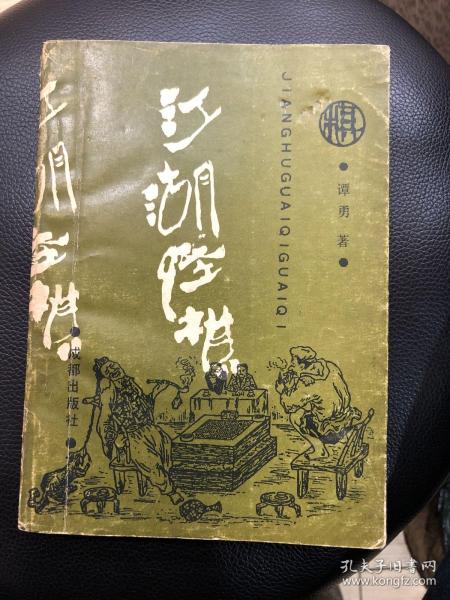 江湖怪棋
JIANGHUGUAIQIGUAIQI
棋
谭勇 著
江湖怪棋
成都出版社
孔夫子旧书网
www.kongfz.com